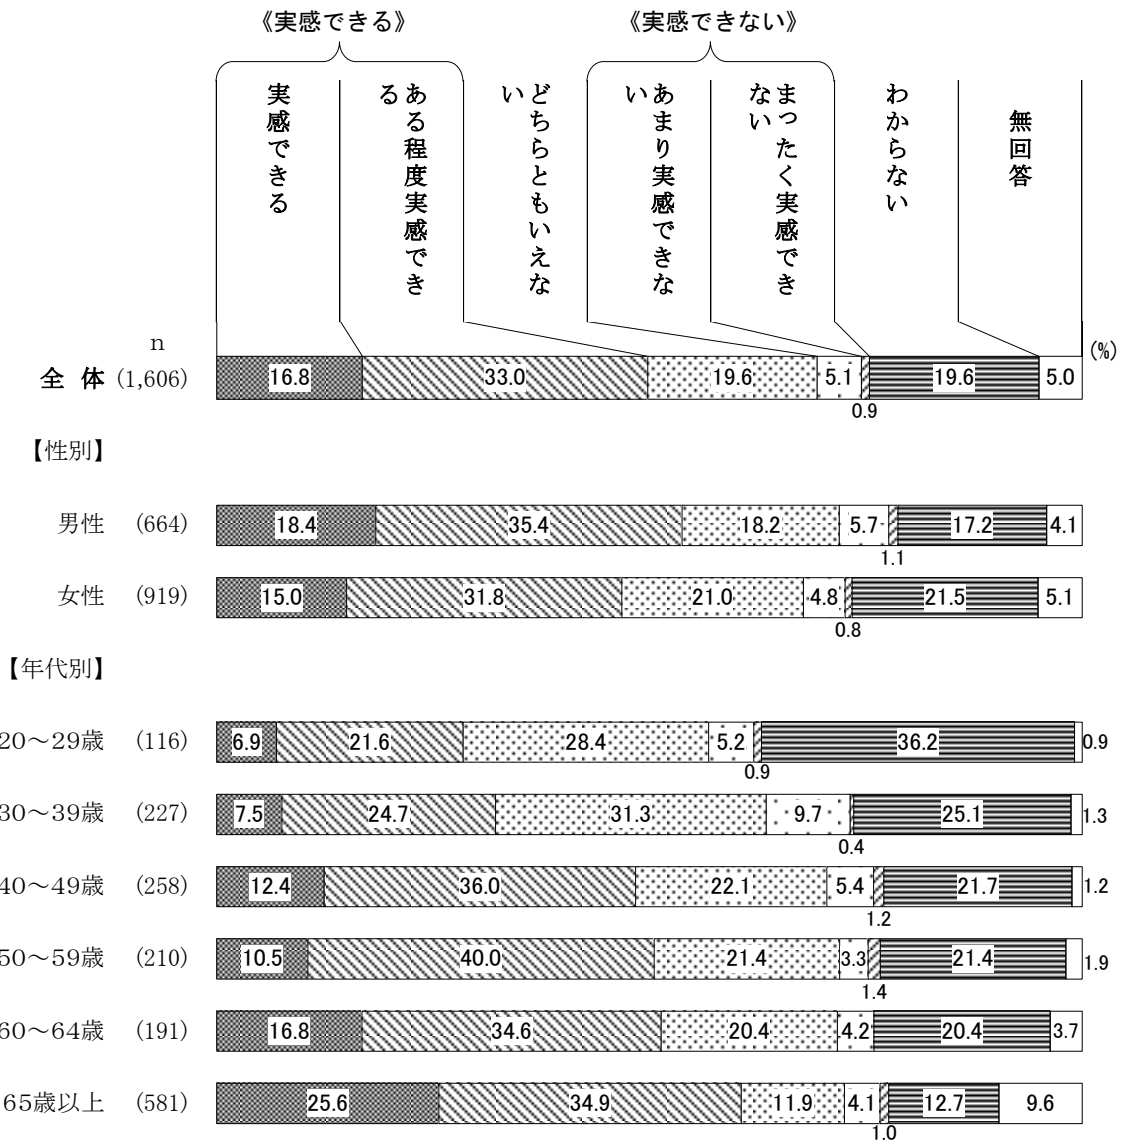 《実感できる》
《実感できない》
実感できる
ある程度実感でき
る
どちらともいえな
い
あまり実感できな
い
まったく実感でき
ない
わからない
無回答
n
(%)
全 体 (1,606) 16.8 33.0 19.6 5.1 0.9 19.6 5.0
【性別】
男性 (664) 18.4 35.4 18.2 5.7 1.1 17.2 4.1
女性 (919) 15.0 31.8 21.0 4.8 0.8 21.5 5.1
【年代別】
20～29歳 (116) 6.9 21.6 28.4 5.2 0.9 36.2 0.9
30～39歳 (227) 7.5 24.7 31.3 9.7 0.4 25.1 1.3
40～49歳 (258) 12.4 36.0 22.1 5.4 1.2 21.7 1.2
50～59歳 (210) 10.5 40.0 21.4 3.3 1.4 21.4 1.9
60～64歳 (191) 16.8 34.6 20.4 4.2 20.4 3.7
65歳以上 (581) 25.6 34.9 11.9 4.1 1.0 12.7 9.6